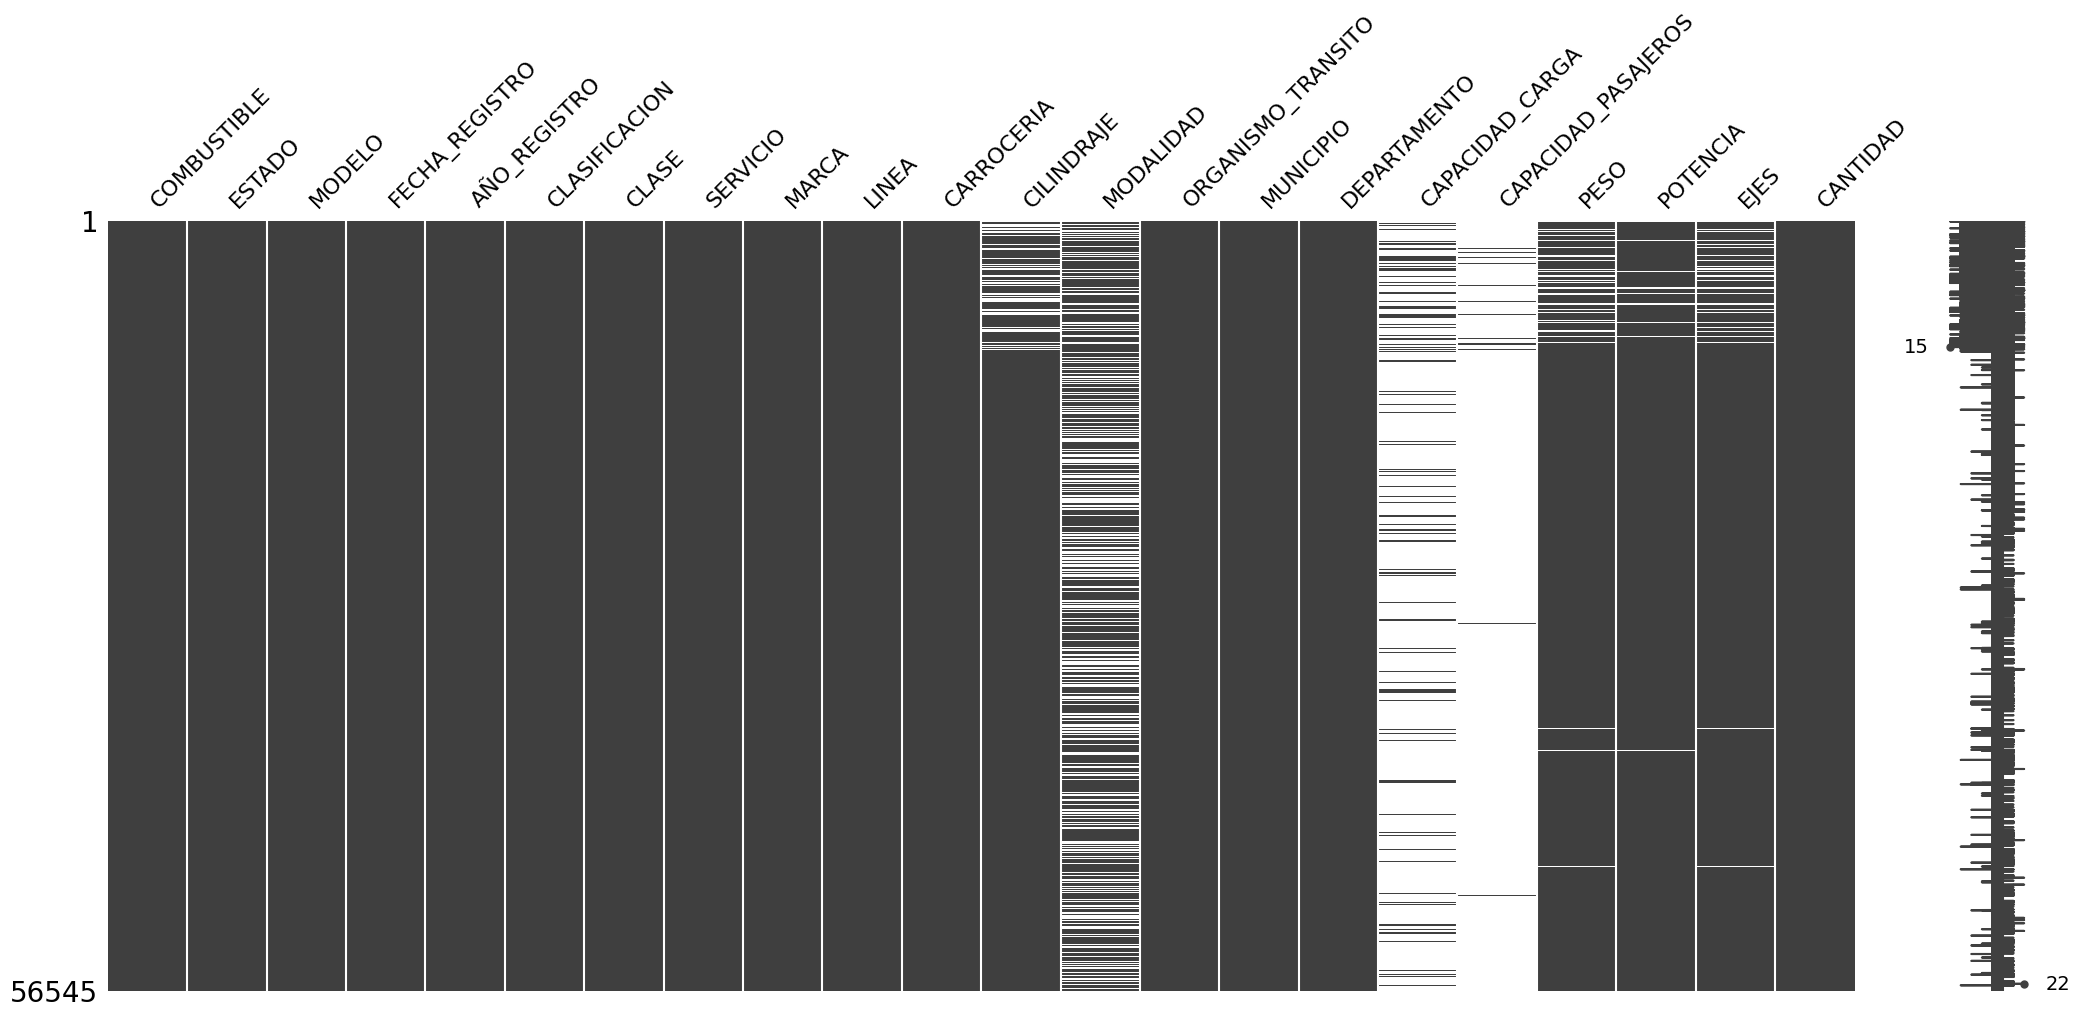 COMBUSTIBLE
ESTADO
MODELO
FECHA_REGISTRO
AÑO_REGISTRO
CLASIFICACION
CLASE
SERVICIO
MARCA
LINEA
CARROCERIA
CILINDRAJE
MODALIDAD
ORGANISMO_TRANSITO
MUNICIPIO
DEPARTAMENTO
CAPACIDAD_CARGA
CAPACIDAD_PASAJEROS
PESO
POTENCIA
EJES
CANTIDAD
1
15
56545
22